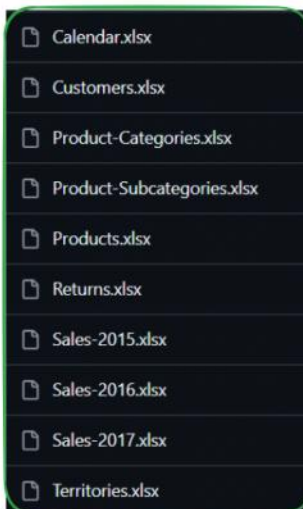 Calendar.xlsx
Customers.xlsx
Product-Categories.xlsx
Product-Subcategories.xlsx
Products.xlsx
Returns.xlsx
Sales-2015.xlsx
Sales-2016.xlsx
Sales-2017.xlsx
Territories.xlsx